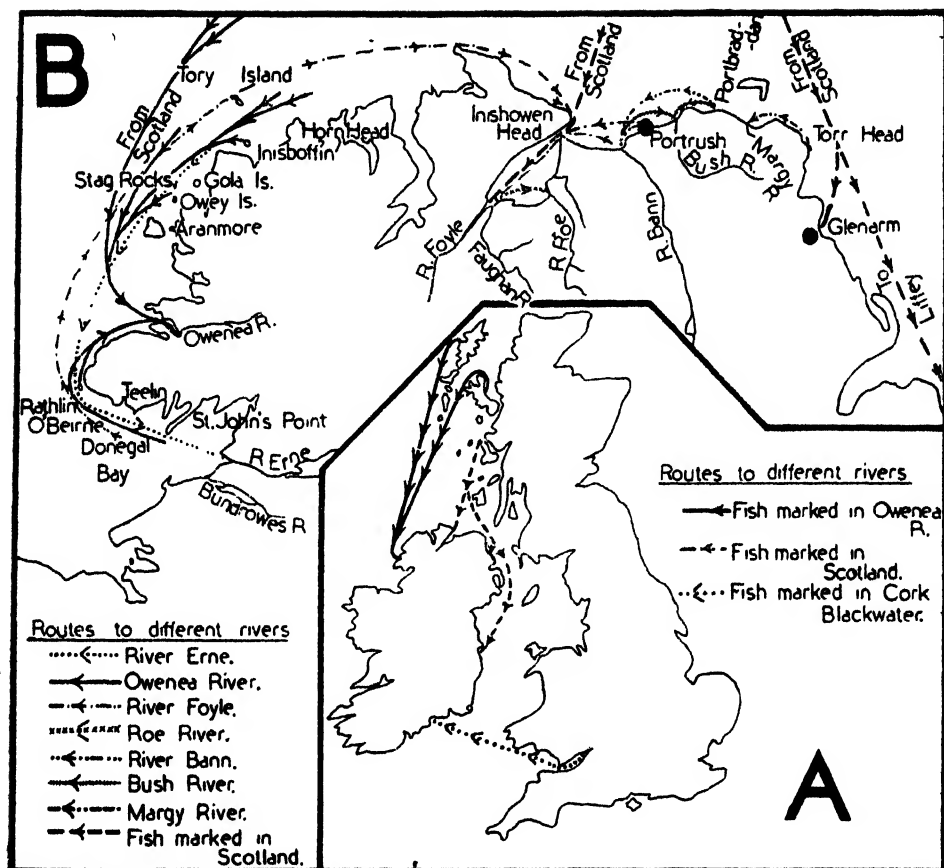 B
From
Scotland
Tory Island
From
Scotland
From
Scotland
Portbrad-
dan
Inishowen
Head
Horn Head
Inisboffin
Portrush
Bush R.
Margy
R.
Torr Head
Stag Rocks
Gola Is.
Owey Is.
Aranmore
Glenarm
R. Foyle
Faughan R.
R. Roe
R. Bann
To
Liffey
Owenea R.
Teelin
Rathlin
O'Beirne
St. John's Point
Donegal
Bay
R. Erne
Bundrowes R
Routes to different rivers
Fish marked in Owenea
R.
Fish marked in
Scotland.
Fish marked in Cork
Blackwater.
Routes to different rivers
River Erne.
Owenea River.
River Foyle.
Roe River.
River Bann.
Bush River.
Margy River.
Fish marked in
Scotland.
A